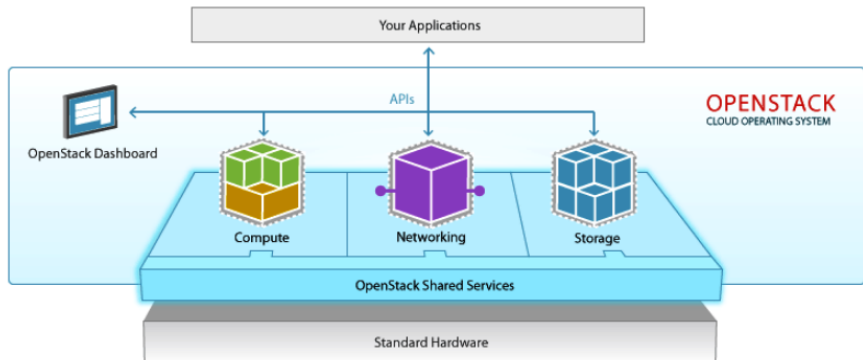 Your Applications
APIs
OPENSTACK
CLOUD OPERATING SYSTEM
OpenStack Dashboard
Compute
Networking
Storage
OpenStack Shared Services
Standard Hardware